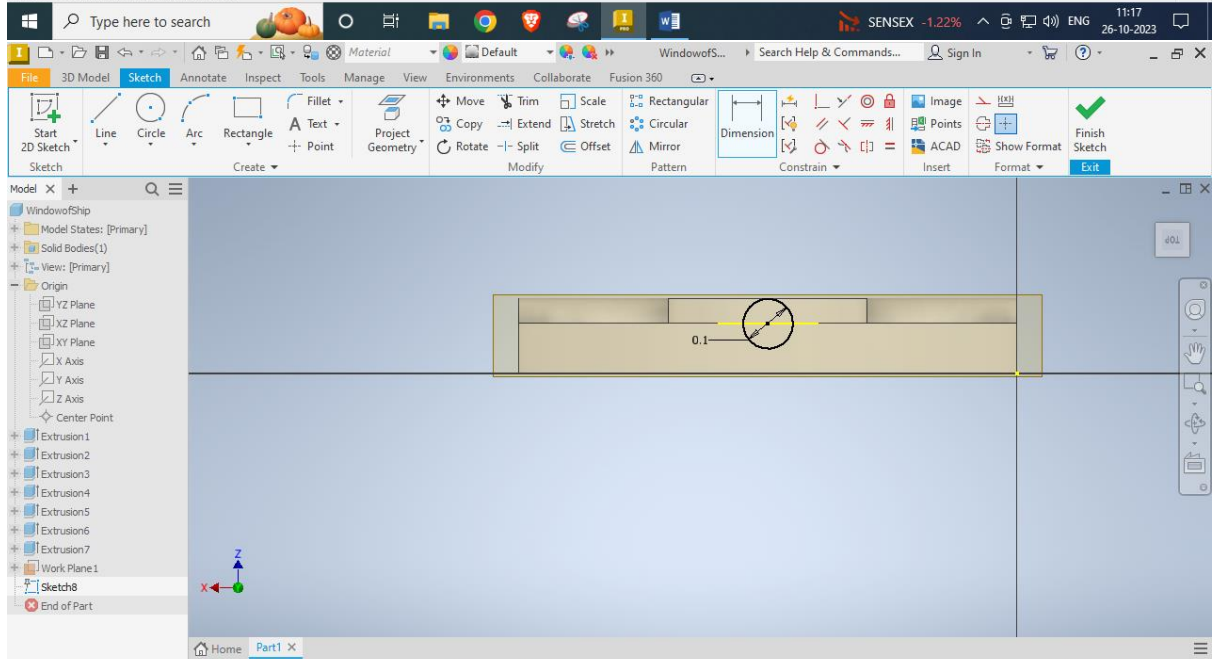 Type here to search
SENSEX -1.22%
ENG
11:17
26-10-2023
Material
Default
WindowofS...
Search Help & Commands...
Sign In
File 3D Model Sketch Annotate Inspect Tools Manage View Environments Collaborate Fusion 360
Start
2D Sketch
Line
Circle
Arc
Rectangle
Fillet
Text
Point
Project
Geometry
Move Trim Scale
Copy Extend Stretch
Rotate Split Offset
Rectangular
Circular
Mirror
Dimension
Image
Points
ACAD
Show Format
Finish
Sketch
Sketch Create Modify Pattern Constrain Insert Format Exit
Model
WindowofShip
Model States: [Primary]
Solid Bodies(1)
View: [Primary]
Origin
YZ Plane
XZ Plane
XY Plane
X Axis
Y Axis
Z Axis
Center Point
Extrusion1
Extrusion2
Extrusion3
Extrusion4
Extrusion5
Extrusion6
Extrusion7
Work Plane1
Sketch8
End of Part
TOP
0.1
Z
X
Home Part1